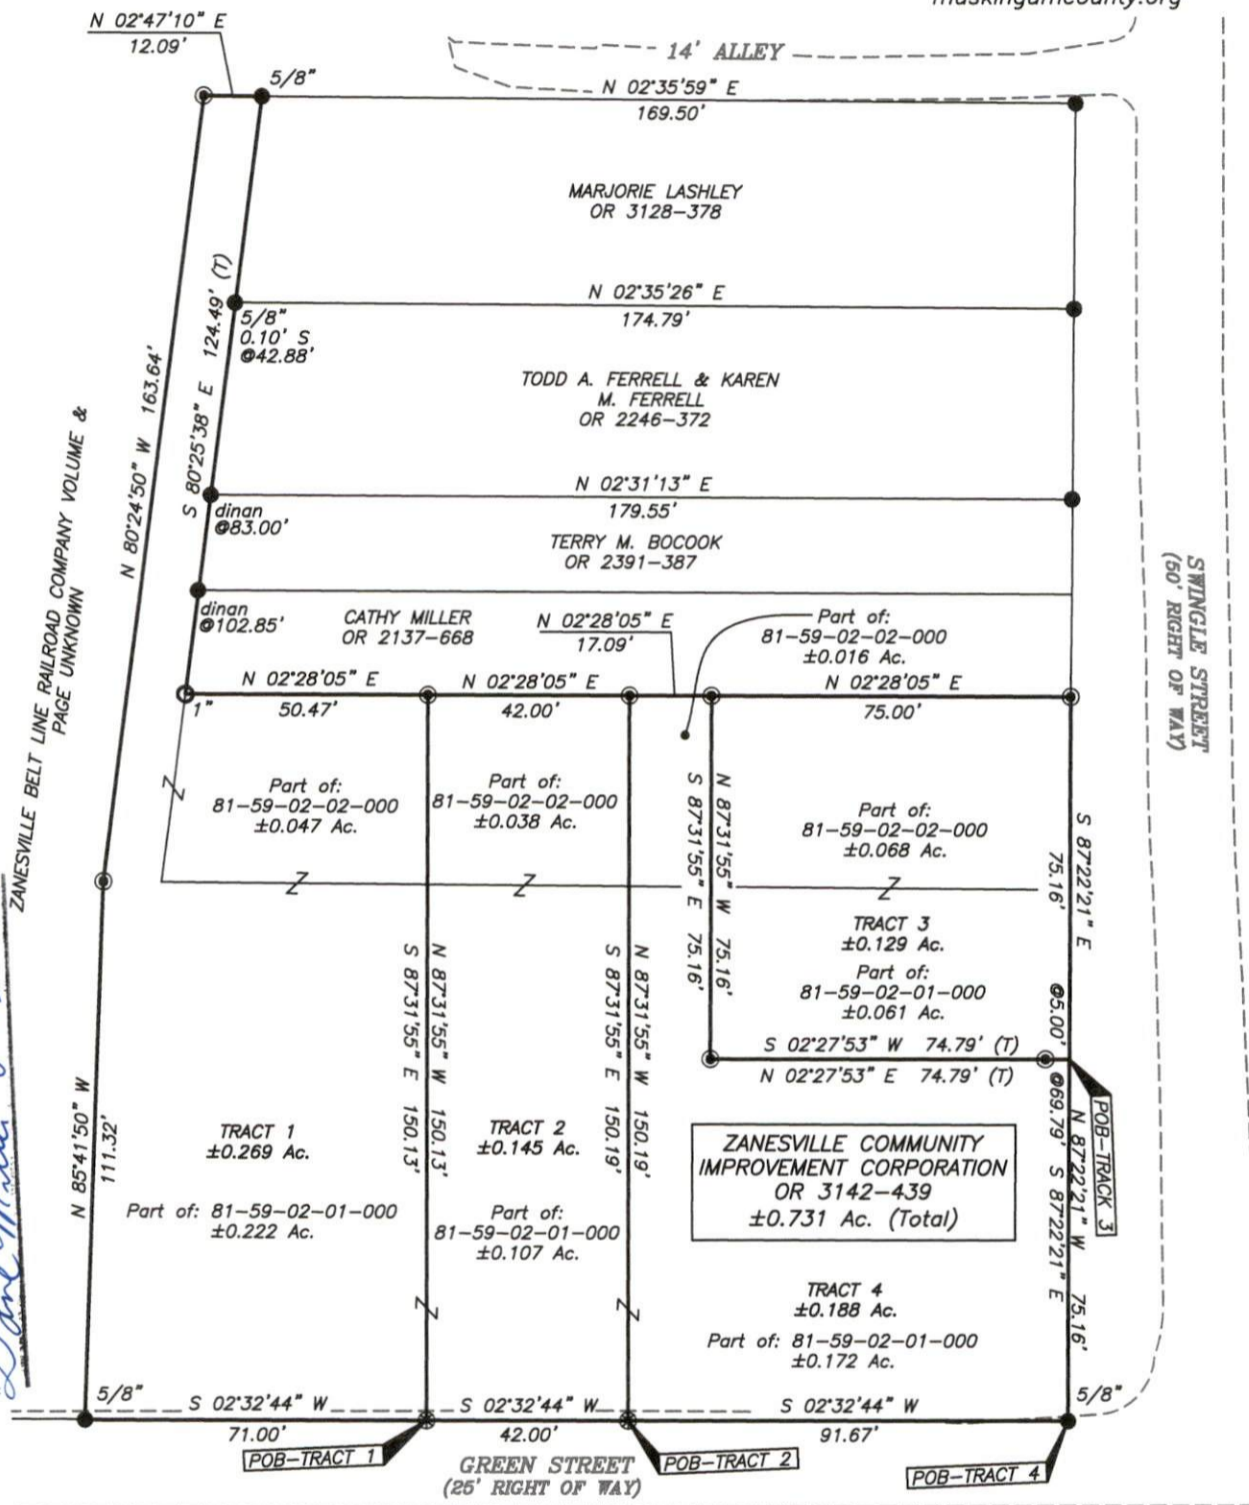 muskingumcounty.org
N 02°47'10" E
12.09'
14' ALLEY
5/8"
N 02°35'59" E
169.50'
MARJORIE LASHLEY
OR 3128-378
N 02°35'26" E
174.79'
5/8"
0.10' S
@42.88'
TODD A. FERRELL & KAREN
M. FERRELL
OR 2246-372
N 80°24'50" W 163.64'
S 80°25'38" E 124.49' (T)
N 02°31'13" E
179.55'
dinan
@83.00'
TERRY M. BOCOOK
OR 2391-387
ZANESVILLE BELT LINE RAILROAD COMPANY VOLUME &
PAGE UNKNOWN
SWINGLE STREET
(50' RIGHT OF WAY)
dinan
@102.85'
CATHY MILLER
OR 2137-668
N 02°28'05" E
17.09'
Part of:
81-59-02-02-000
±0.016 Ac.
N 02°28'05" E
50.47'
N 02°28'05" E
42.00'
N 02°28'05" E
75.00'
1"
Part of:
81-59-02-02-000
±0.047 Ac.
Part of:
81-59-02-02-000
±0.038 Ac.
S 87°31'55" E 75.16'
N 87°31'55" W 75.16'
Part of:
81-59-02-02-000
±0.068 Ac.
S 87°22'21" E
75.16'
Z
Z
Z
Z
TRACT 3
±0.129 Ac.
Part of:
81-59-02-01-000
±0.061 Ac.
S 87°31'55" E 150.13'
N 87°31'55" W 150.13'
S 87°31'55" E 150.19'
N 87°31'55" W 150.19'
@5.00'
S 02°27'53" W 74.79' (T)
N 02°27'53" E 74.79' (T)
@69.79'
POB-TRACK 3
N 85°41'50" W
111.32'
TRACT 1
±0.269 Ac.
Part of: 81-59-02-01-000
±0.222 Ac.
TRACT 2
±0.145 Ac.
Part of:
81-59-02-01-000
±0.107 Ac.
ZANESVILLE COMMUNITY
IMPROVEMENT CORPORATION
OR 3142-439
±0.731 Ac. (Total)
S 87°22'21" E
N 87°22'21" W 75.16'
Z
Z
TRACT 4
±0.188 Ac.
Part of: 81-59-02-01-000
±0.172 Ac.
5/8"
S 02°32'44" W
71.00'
S 02°32'44" W
42.00'
S 02°32'44" W
91.67'
5/8"
POB-TRACT 1
GREEN STREET
(25' RIGHT OF WAY)
POB-TRACT 2
POB-TRACT 4